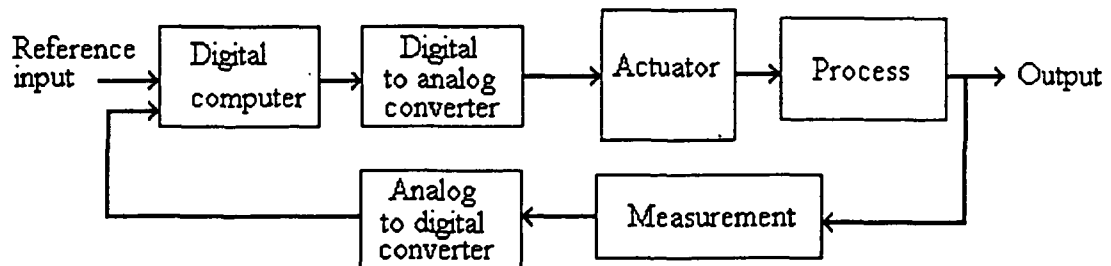 Reference
input
Digital
computer
Digital
to analog
converter
Actuator
Process
Output
Analog
to digital
converter
Measurement